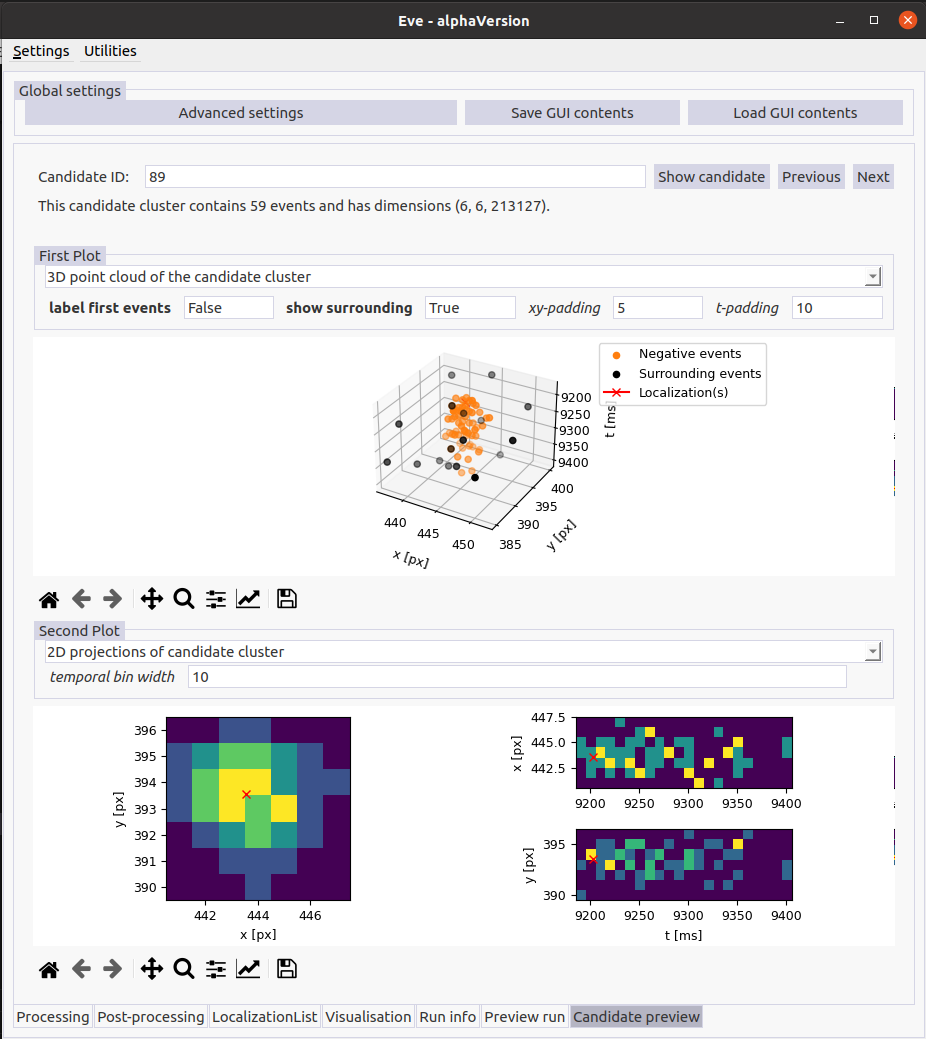 Eve - alphaVersion
Settings Utilities
Global settings
Advanced settings Save GUI contents Load GUI contents
Candidate ID: 89 Show candidate Previous Next
This candidate cluster contains 59 events and has dimensions (6, 6, 213127).
First Plot
3D point cloud of the candidate cluster
label first events False show surrounding True xy-padding 5 t-padding 10
Negative events
Surrounding events
Localization(s)
9200
9250
9300
9350
9400
t [ms]
400
395
390
385
y [px]
440
445
450
x [px]
Second Plot
2D projections of candidate cluster
temporal bin width 10
396
395
394
393
392
391
390
y [px]
442 444 446
x [px]
447.5
445.0
442.5
x [px]
9200 9250 9300 9350 9400
395
390
y [px]
9200 9250 9300 9350 9400
t [ms]
Processing Post-processing LocalizationList Visualisation Run info Preview run Candidate preview